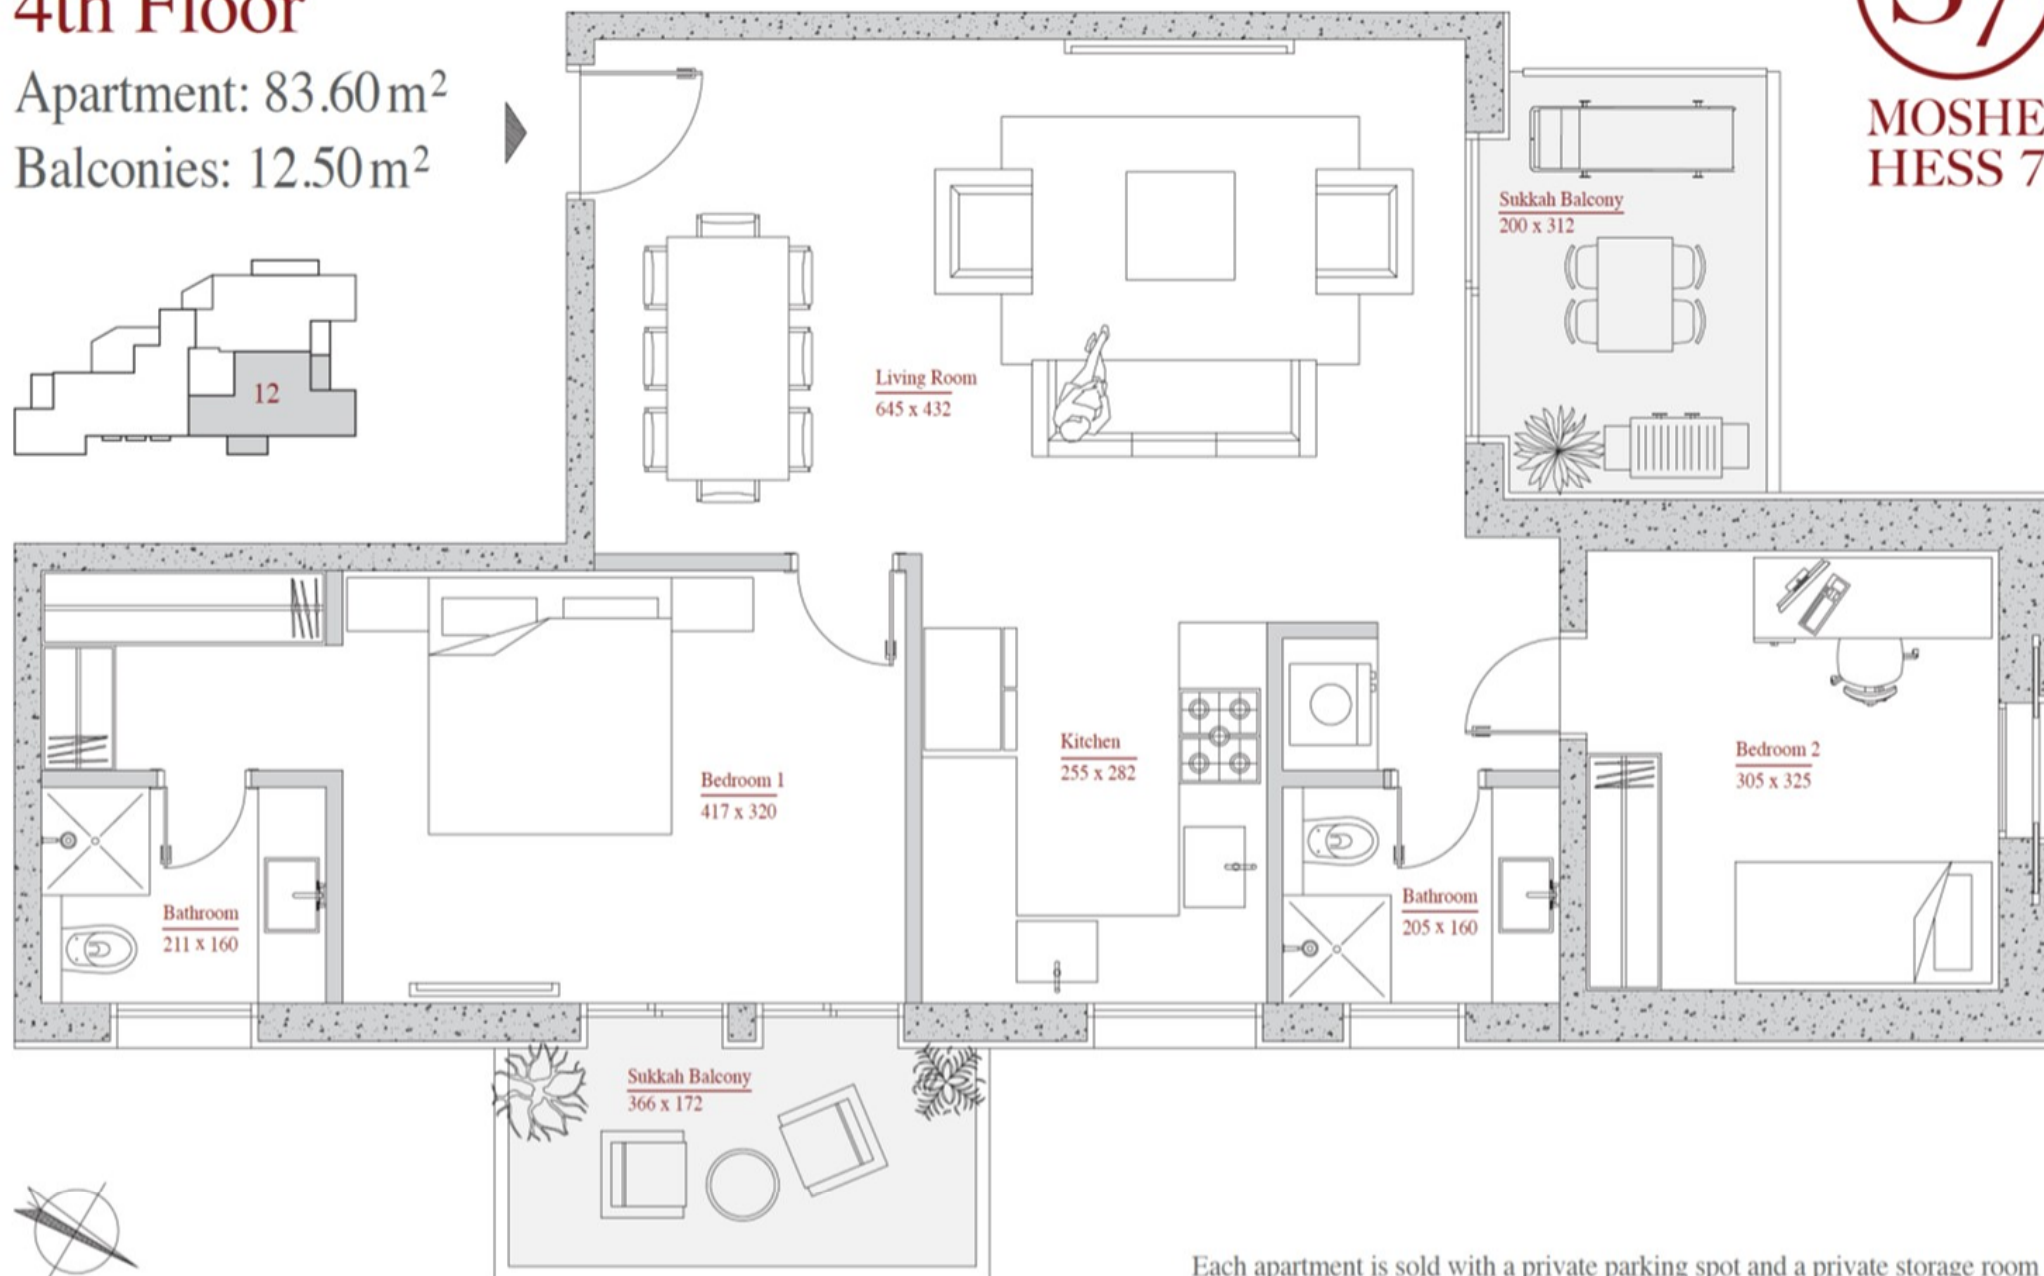 4th Floor
Apartment: 83.60 m²
Balconies: 12.50 m²
MOSHE
HESS 7
12
Sukkah Balcony
200 x 312
Living Room
645 x 432
Kitchen
255 x 282
Bedroom 1
417 x 320
Bedroom 2
305 x 325
Bathroom
211 x 160
Bathroom
205 x 160
Sukkah Balcony
366 x 172
Each apartment is sold with a private parking spot and a private storage room